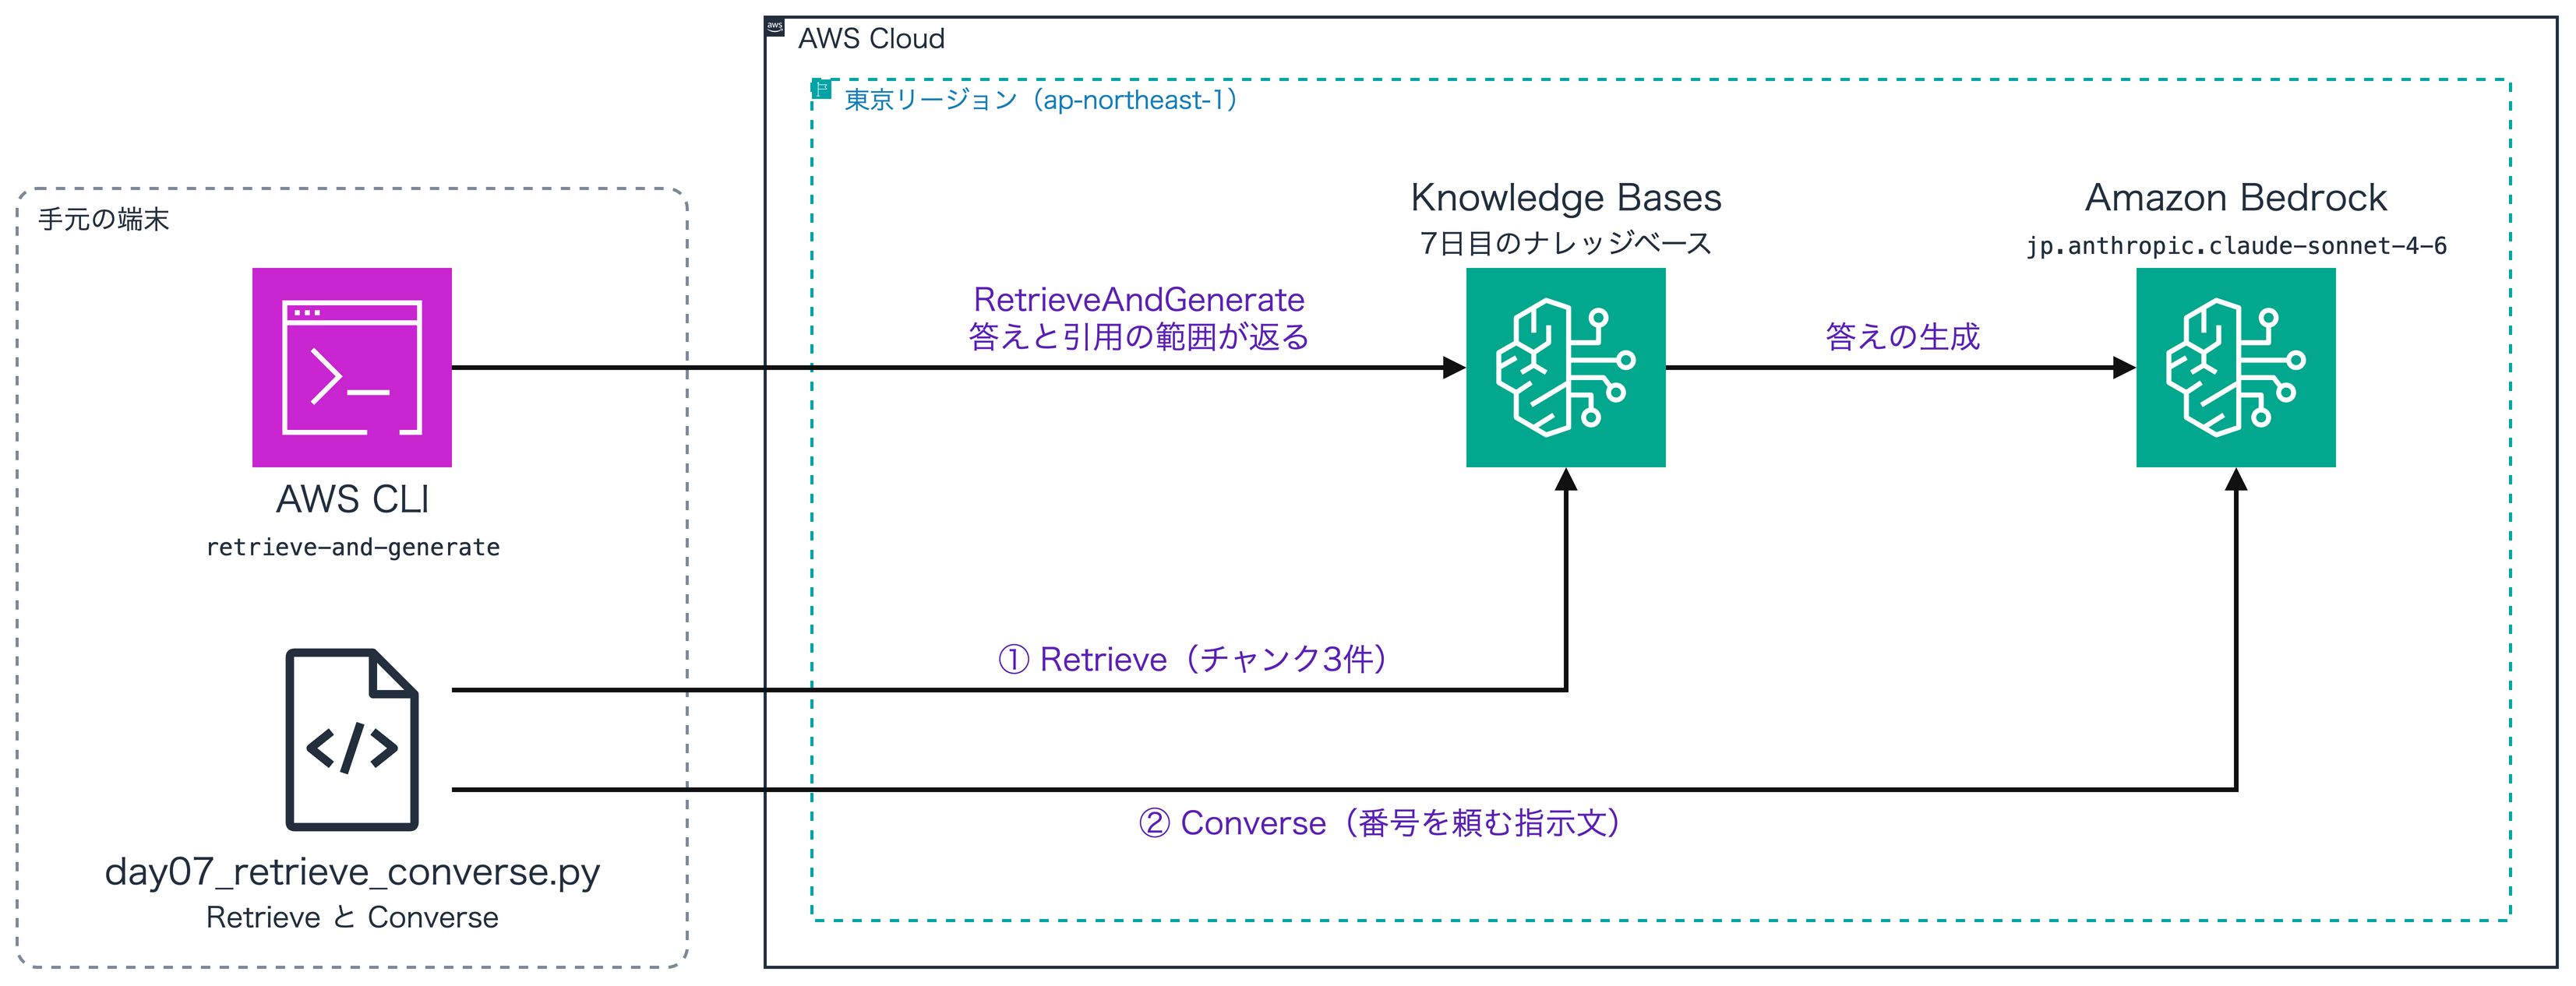 aws
AWS Cloud
東京リージョン（ap-northeast-1）
手元の端末
Knowledge Bases
7日目のナレッジベース
Amazon Bedrock
jp.anthropic.claude-sonnet-4-6
RetrieveAndGenerate
答えと引用の範囲が返る
答えの生成
AWS CLI
retrieve-and-generate
① Retrieve（チャンク3件）
② Converse（番号を頼む指示文）
day07_retrieve_converse.py
Retrieve と Converse